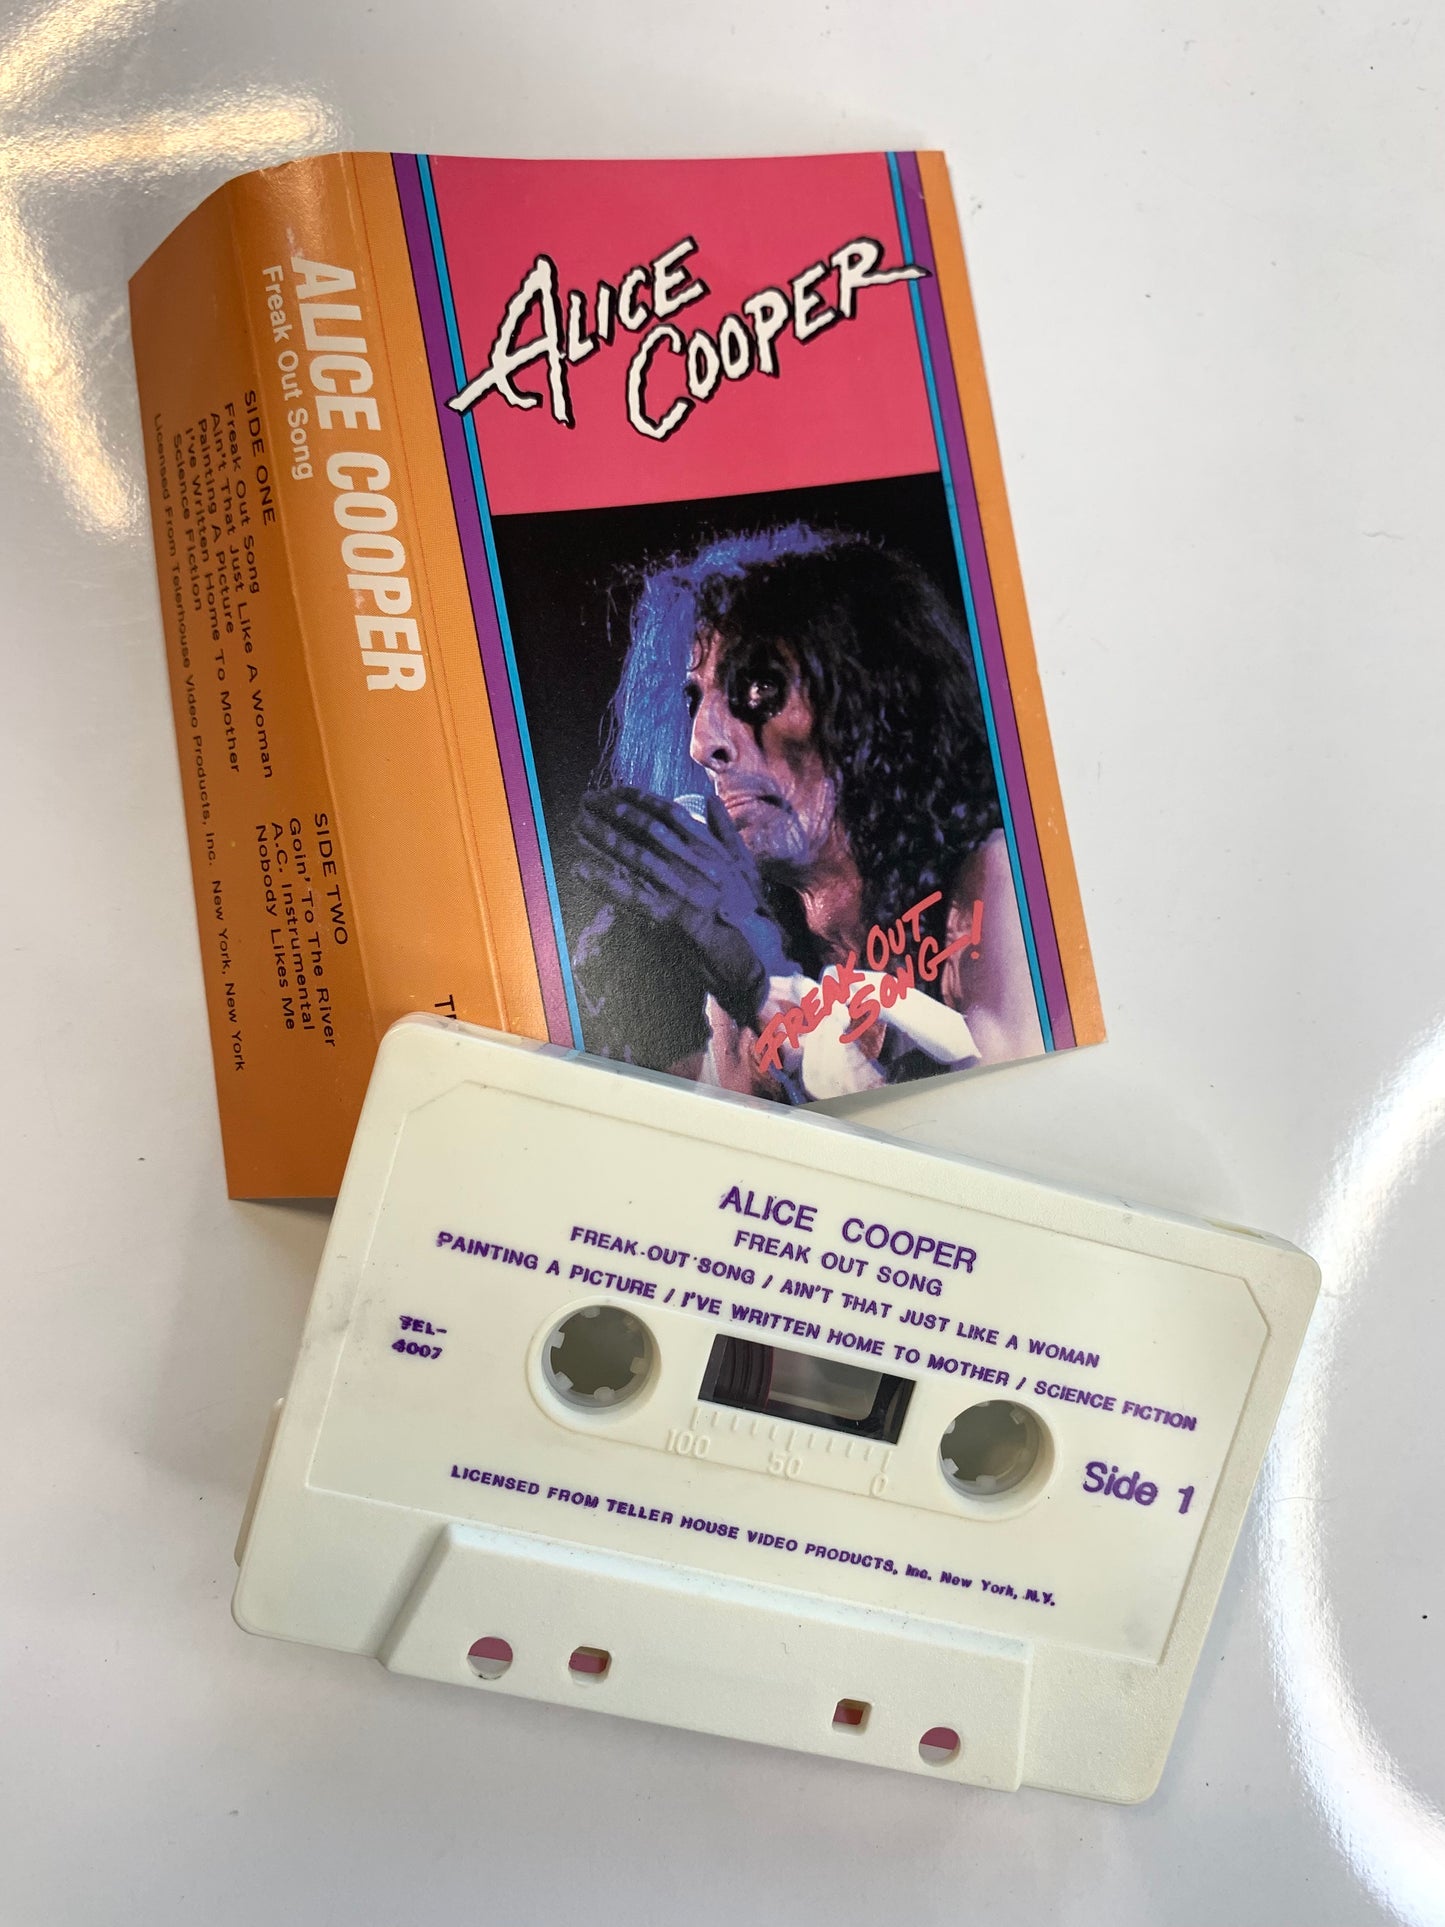 ALICE COOPER
Freak Out Song
SIDE ONE
Freak Out Song
Ain't That Just Like A Woman
Painting A Picture
I've Written Home To Mother
Science Fiction
Licensed From Telerhouse Video Products, Inc. New York, New York
SIDE TWO
Goin' To The River
A.C. Instrumental
Nobody Likes Me
ALICE
COOPER
FREAK OUT
SONG!
ALICE COOPER
FREAK OUT SONG
FREAK OUT SONG / AIN'T THAT JUST LIKE A WOMAN
PAINTING A PICTURE / I'VE WRITTEN HOME TO MOTHER / SCIENCE FICTION
TEL-
4007
100 50 0
Side 1
LICENSED FROM TELLER HOUSE VIDEO PRODUCTS, Inc. New York, N.Y.